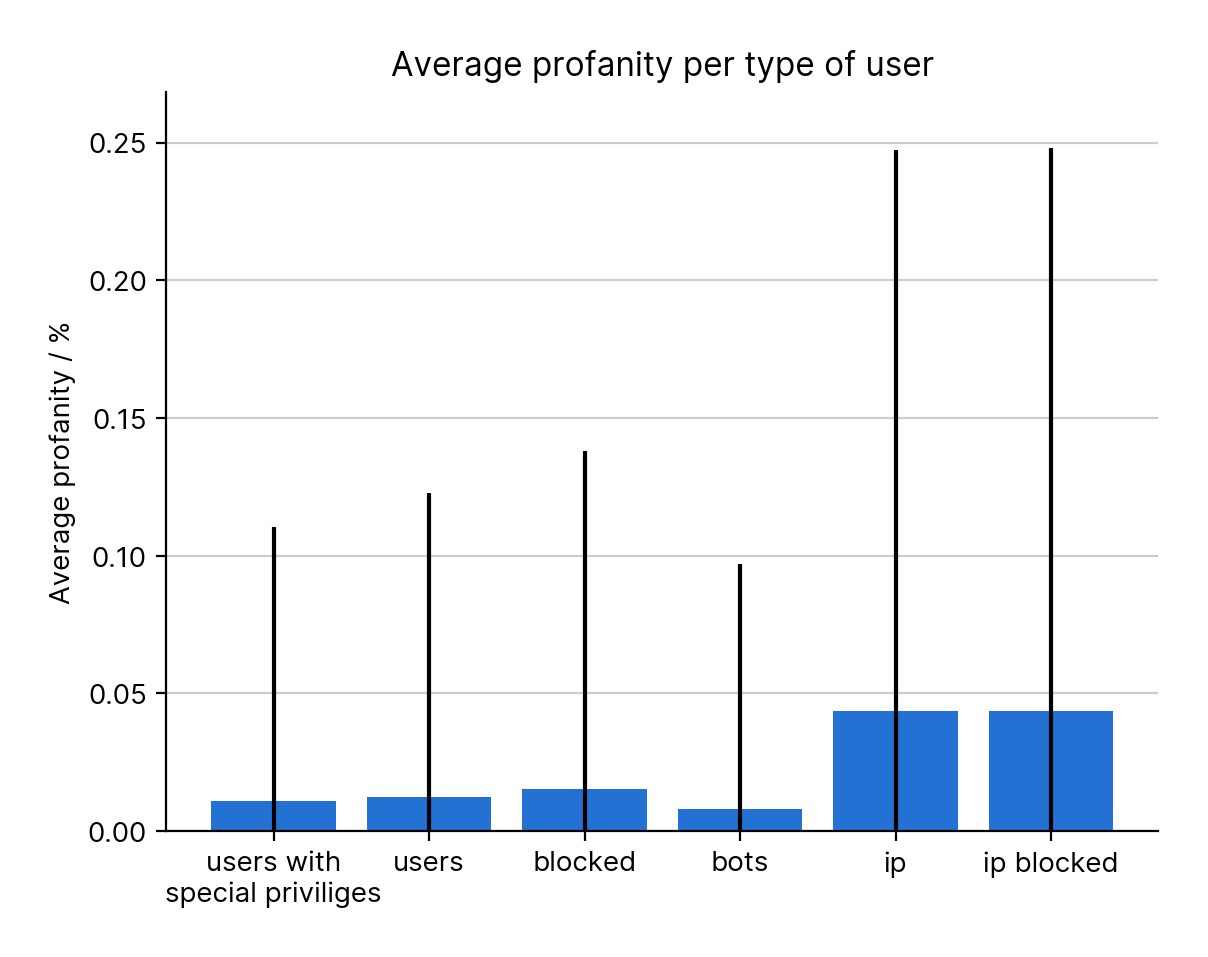 Average profanity per type of user
Average profanity / %
0.25
0.20
0.15
0.10
0.05
0.00
users with
special priviliges
users
blocked
bots
ip
ip blocked